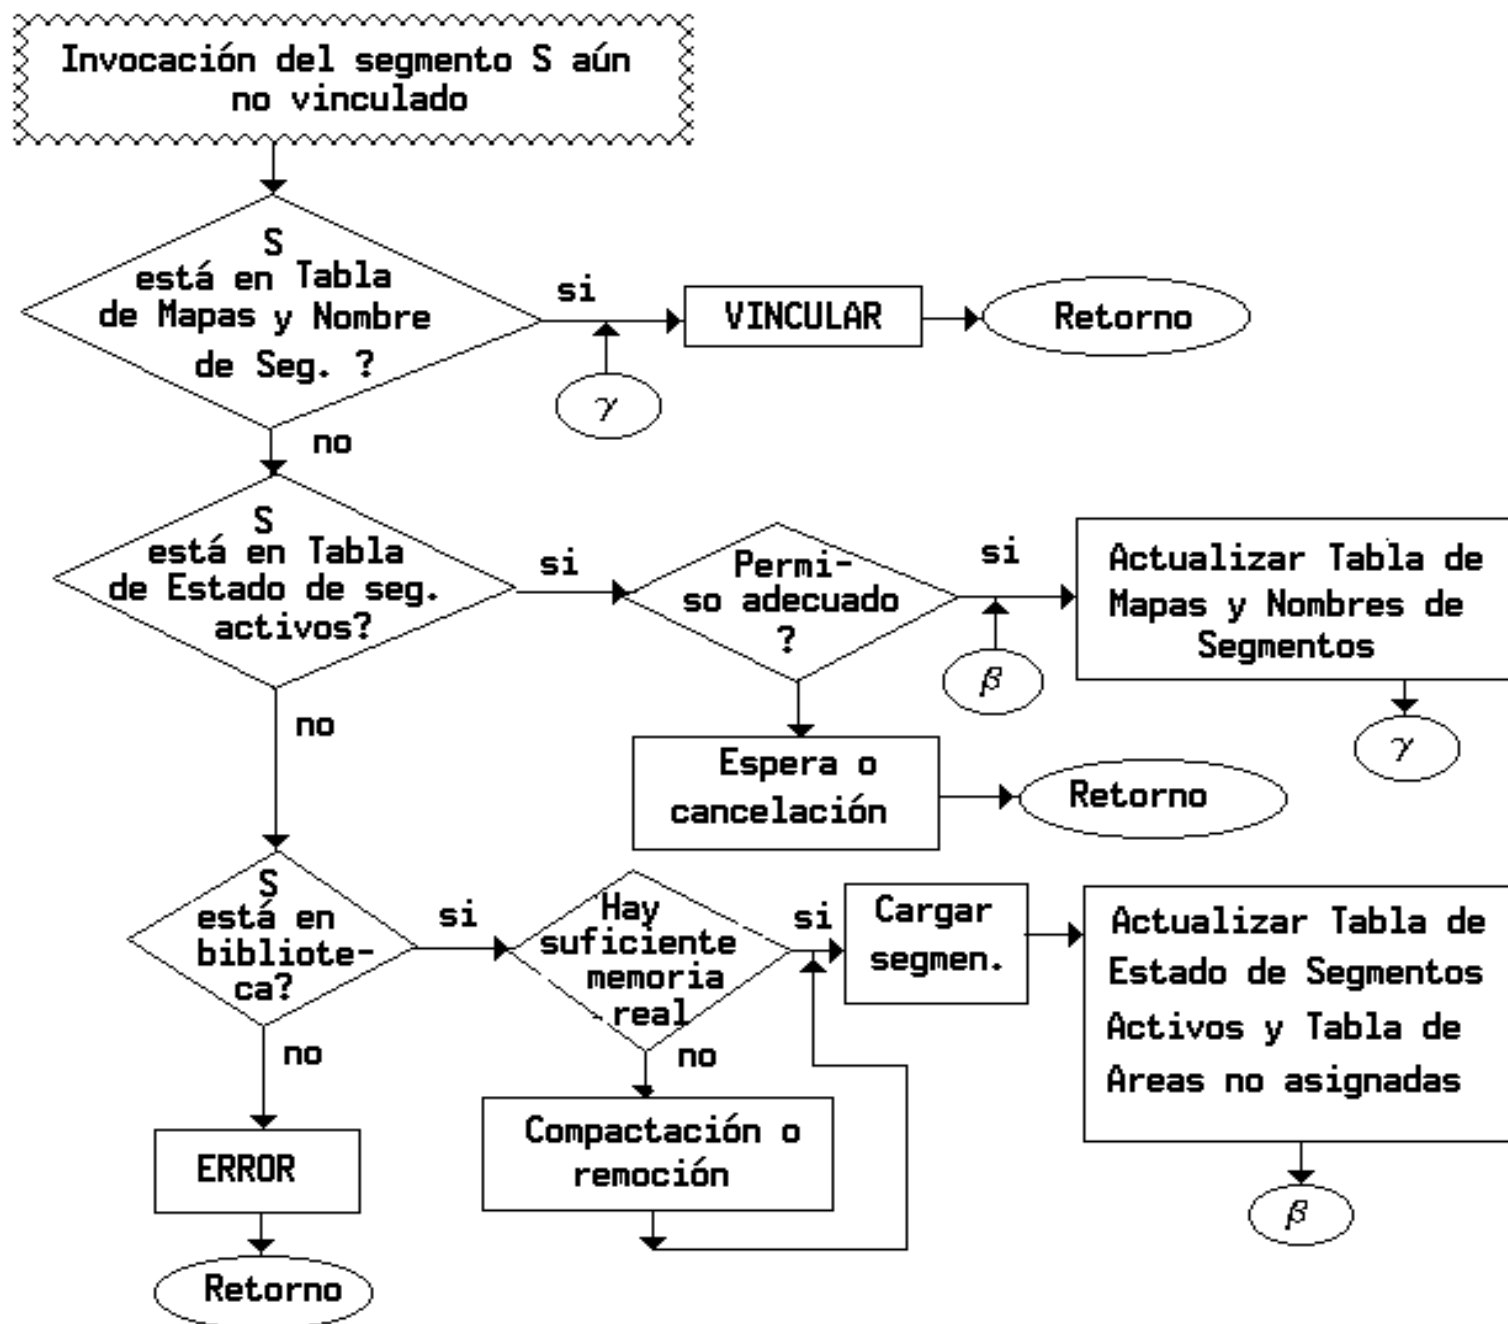 Invocación del segmento S aún
no vinculado
S
está en Tabla
de Mapas y Nombre
de Seg. ?
si
VINCULAR
Retorno
γ
no
S
está en Tabla
de Estado de seg.
activos?
si
Permi-
so adecuado
?
si
β
Actualizar Tabla de
Mapas y Nombres de
Segmentos
γ
no
Espera o
cancelación
Retorno
S
está en
bibliote-
ca?
si
Hay
suficiente
memoria
real
si
Cargar
segmen.
Actualizar Tabla de
Estado de Segmentos
Activos y Tabla de
Areas no asignadas
β
no
no
ERROR
Compactación o
remoción
Retorno